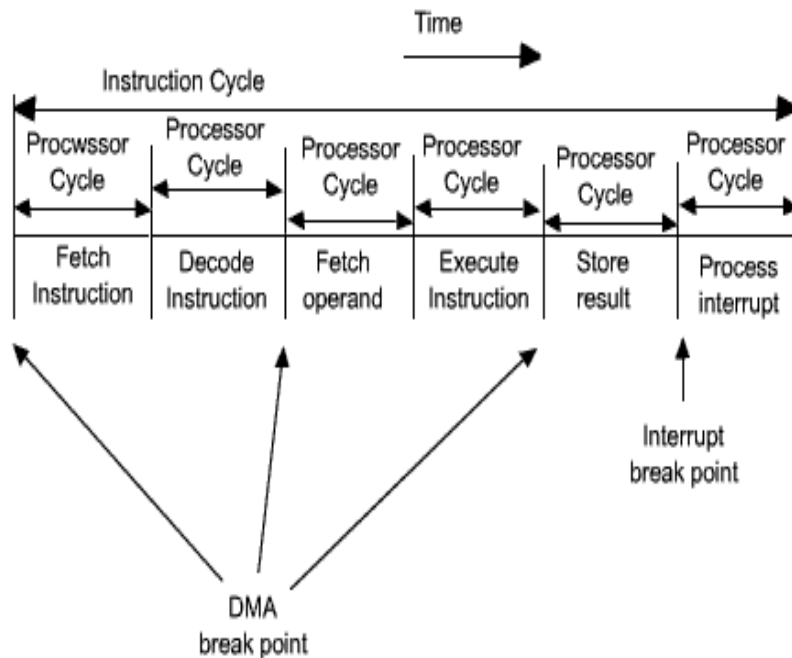 Time
Instruction Cycle
Procwssor
Cycle
Processor
Cycle
Processor
Cycle
Processor
Cycle
Processor
Cycle
Processor
Cycle
Fetch
Instruction
Decode
Instruction
Fetch
operand
Execute
Instruction
Store
result
Process
interrupt
Interrupt
break point
DMA
break point